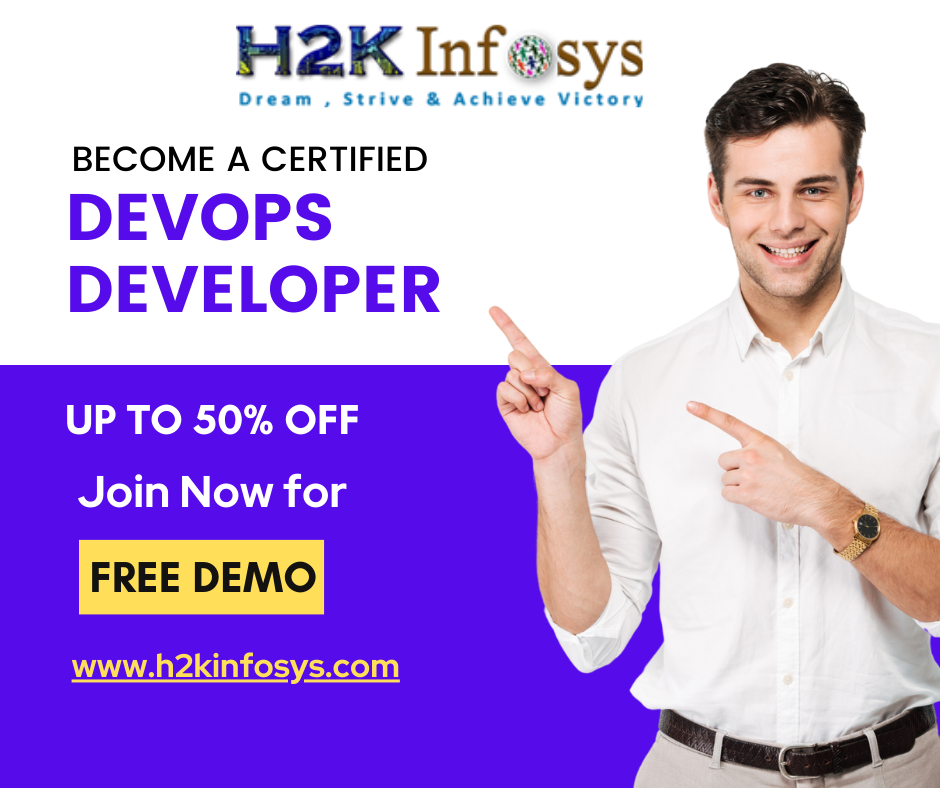 H2K Infosys
Dream , Strive & Achieve Victory
BECOME A CERTIFIED
DEVOPS
DEVELOPER
UP TO 50% OFF
Join Now for
FREE DEMO
www.h2kinfosys.com